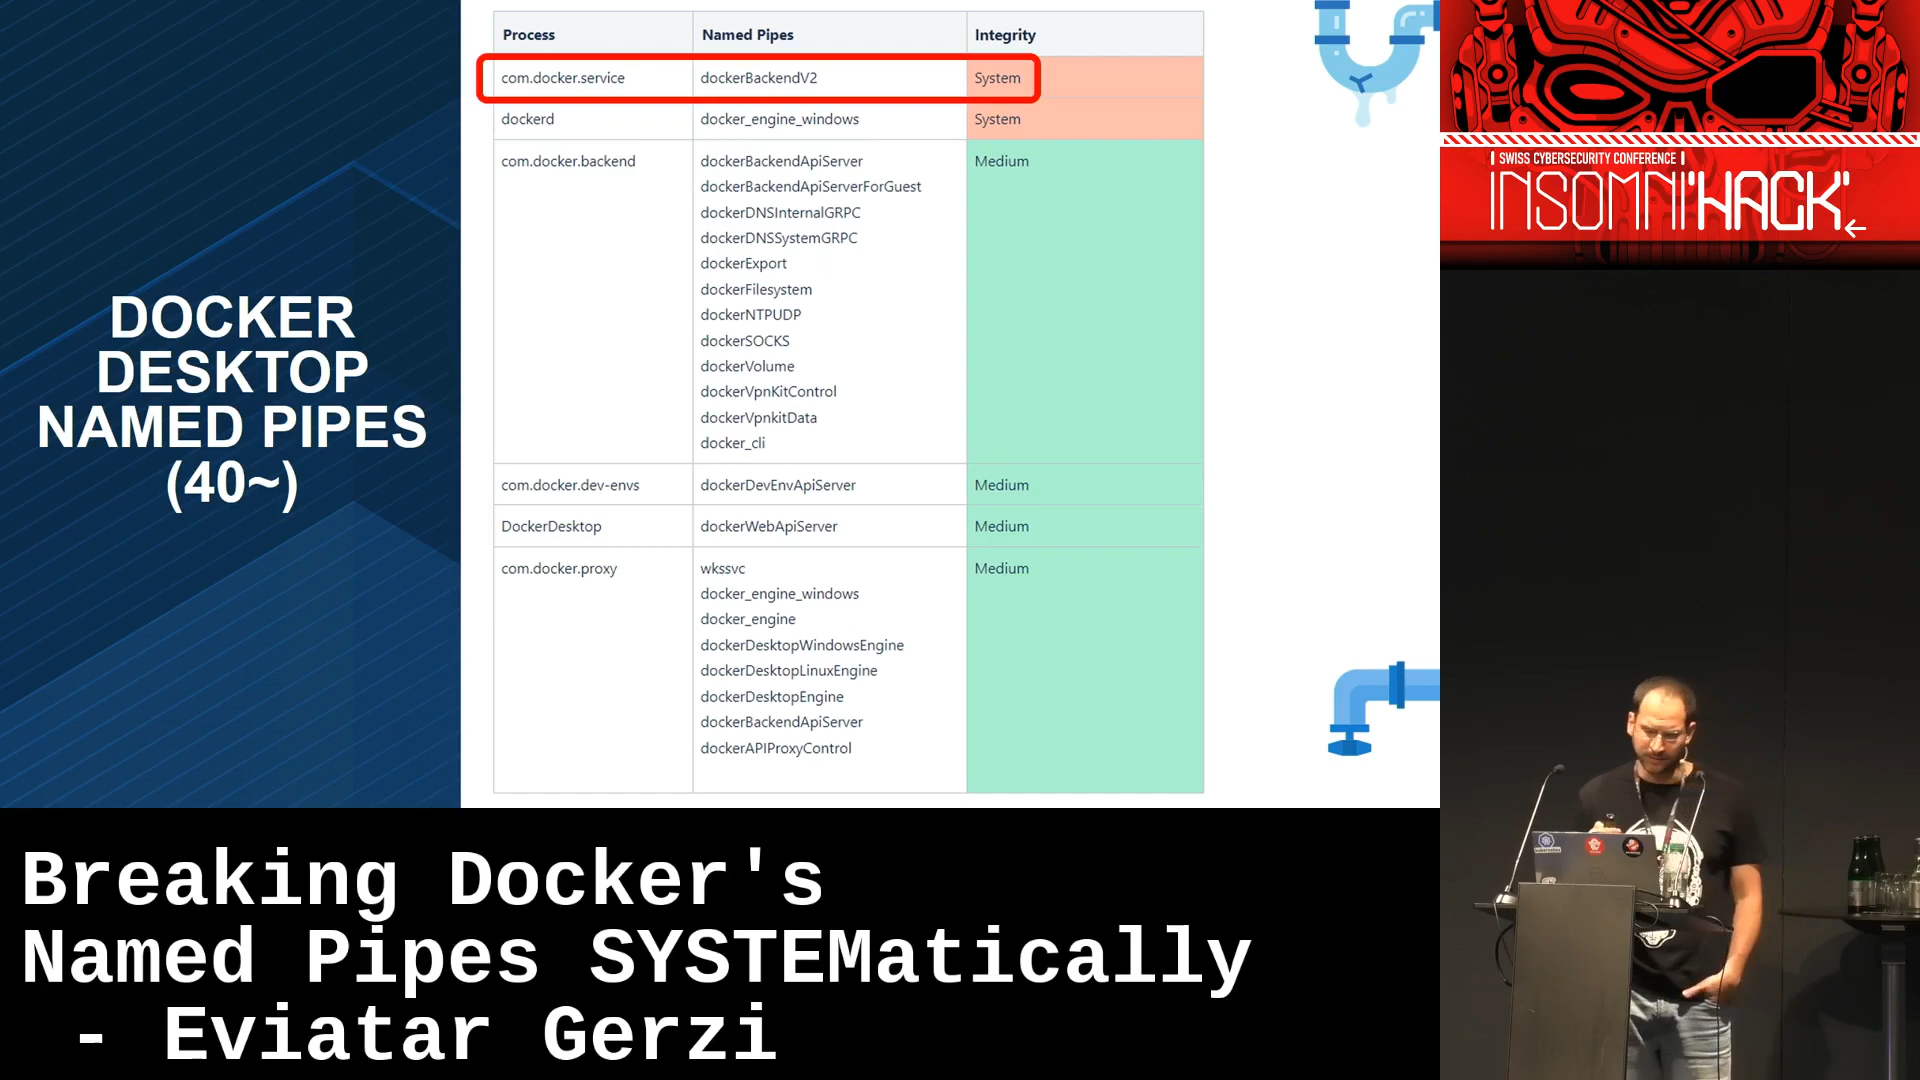 DOCKER
DESKTOP
NAMED PIPES
(40~)
Process Named Pipes Integrity
com.docker.service dockerBackendV2 System
dockerd docker_engine_windows System
com.docker.backend dockerBackendApiServer Medium
dockerBackendApiServerForGuest
dockerDNSInternalGRPC
dockerDNSSystemGRPC
dockerExport
dockerFilesystem
dockerNTPUDP
dockerSOCKS
dockerVolume
dockerVpnKitControl
dockerVpnkitData
docker_cli
com.docker.dev-envs dockerDevEnvApiServer Medium
DockerDesktop dockerWebApiServer Medium
com.docker.proxy wkssvc Medium
docker_engine_windows
docker_engine
dockerDesktopWindowsEngine
dockerDesktopLinuxEngine
dockerDesktopEngine
dockerBackendApiServer
dockerAPIProxyControl
SWISS CYBERSECURITY CONFERENCE
INSOMNI'HACK'
Breaking Docker's
Named Pipes SYSTEMatically
- Eviatar Gerzi